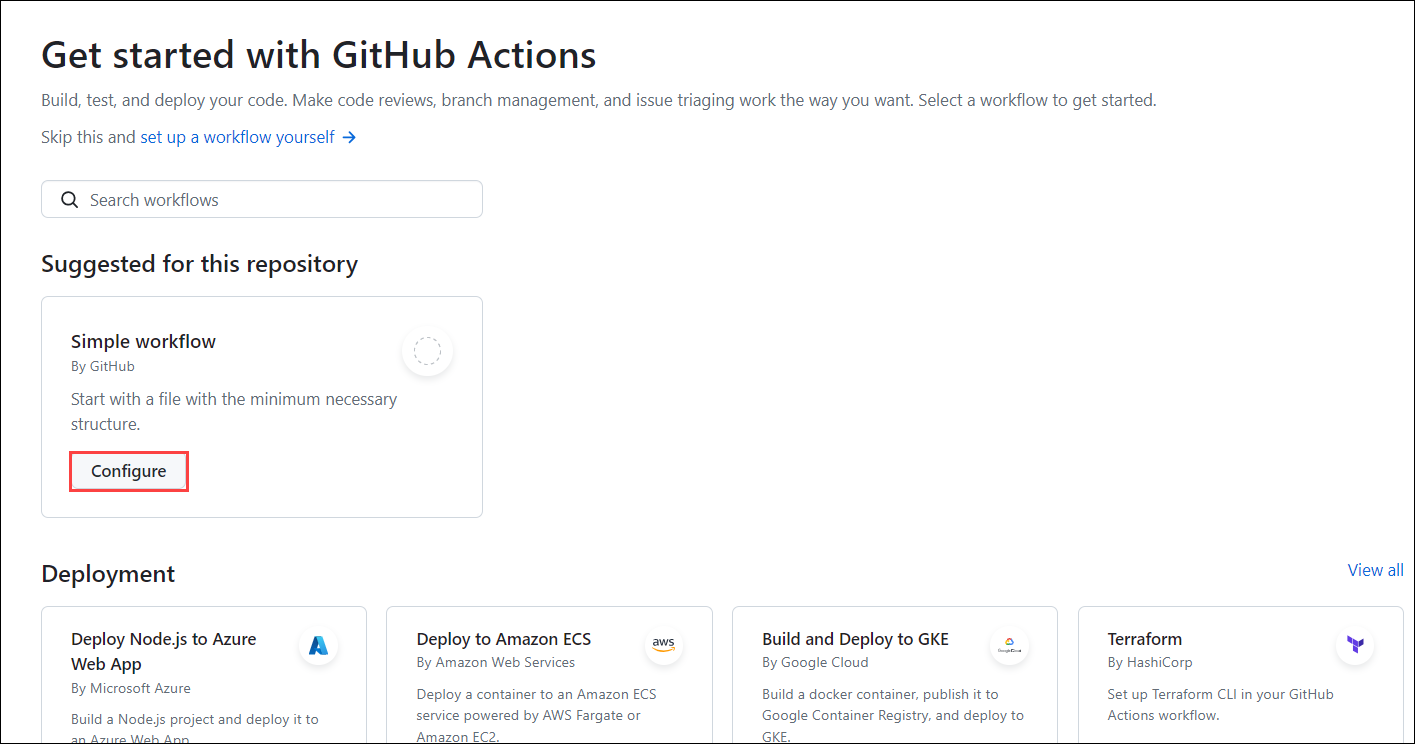 Get started with GitHub Actions
Build, test, and deploy your code. Make code reviews, branch management, and issue triaging work the way you want. Select a workflow to get started.
Skip this and set up a workflow yourself →
Search workflows
Suggested for this repository
Simple workflow
By GitHub
Start with a file with the minimum necessary
structure.
Configure
Deployment
View all
Deploy Node.js to Azure
Web App
By Microsoft Azure
Build a Node.js project and deploy it to
an Azure Web App.
Deploy to Amazon ECS
aws
By Amazon Web Services
Deploy a container to an Amazon ECS
service powered by AWS Fargate or
Amazon EC2.
Build and Deploy to GKE
Google Cloud
By Google Cloud
Build a docker container, publish it to
Google Container Registry, and deploy to
GKE.
Terraform
By HashiCorp
Set up Terraform CLI in your GitHub
Actions workflow.